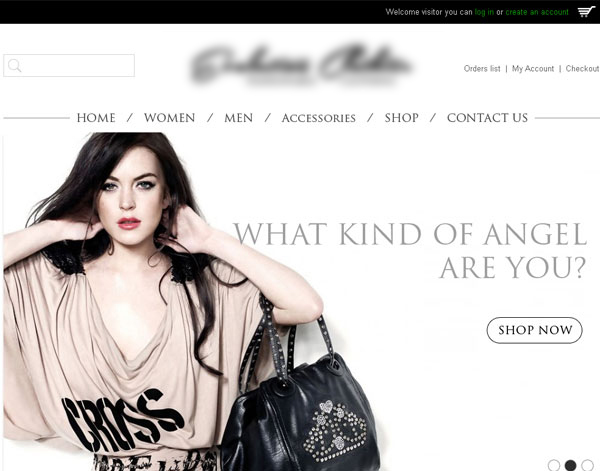 Welcome visitor you can log in or create an account
Orders list | My Account | Checkout
HOME / WOMEN / MEN / Accessories / SHOP / CONTACT US
WHAT KIND OF ANGEL
ARE YOU?
SHOP NOW
CROSS